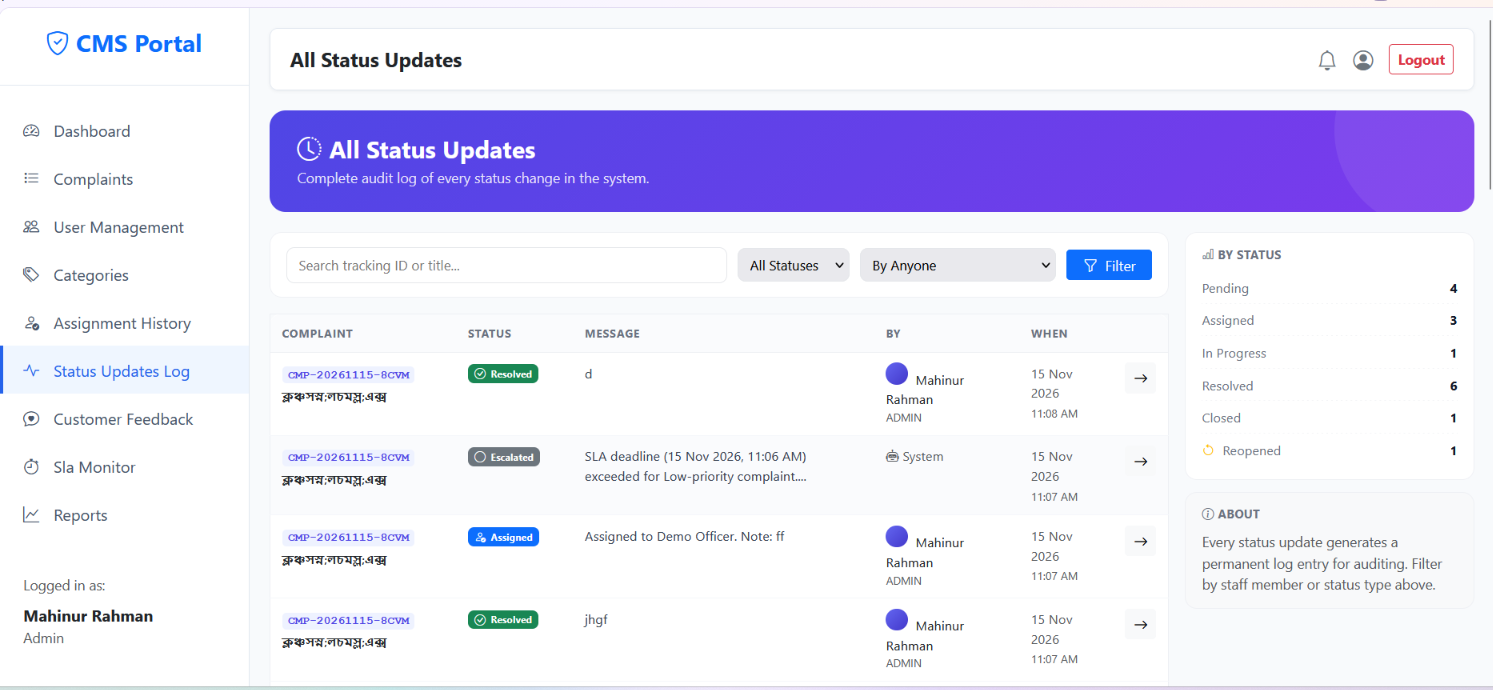 CMS Portal
Dashboard
Complaints
User Management
Categories
Assignment History
Status Updates Log
Customer Feedback
Sla Monitor
Reports
Logged in as:
Mahinur Rahman
Admin
All Status Updates
Logout
All Status Updates
Complete audit log of every status change in the system.
Search tracking ID or title...
All Statuses
By Anyone
Filter
COMPLAINT STATUS MESSAGE BY WHEN
CMP-20261115-8CVM Resolved d Mahinur Rahman ADMIN 15 Nov 2026 11:08 AM
CMP-20261115-8CVM Escalated SLA deadline (15 Nov 2026, 11:06 AM) exceeded for Low-priority complaint.... System 15 Nov 2026 11:07 AM
CMP-20261115-8CVM Assigned Assigned to Demo Officer. Note: ff Mahinur Rahman ADMIN 15 Nov 2026 11:07 AM
CMP-20261115-8CVM Resolved jhgf Mahinur Rahman ADMIN 15 Nov 2026 11:07 AM
BY STATUS
Pending 4
Assigned 3
In Progress 1
Resolved 6
Closed 1
Reopened 1
ABOUT
Every status update generates a
permanent log entry for auditing. Filter
by staff member or status type above.